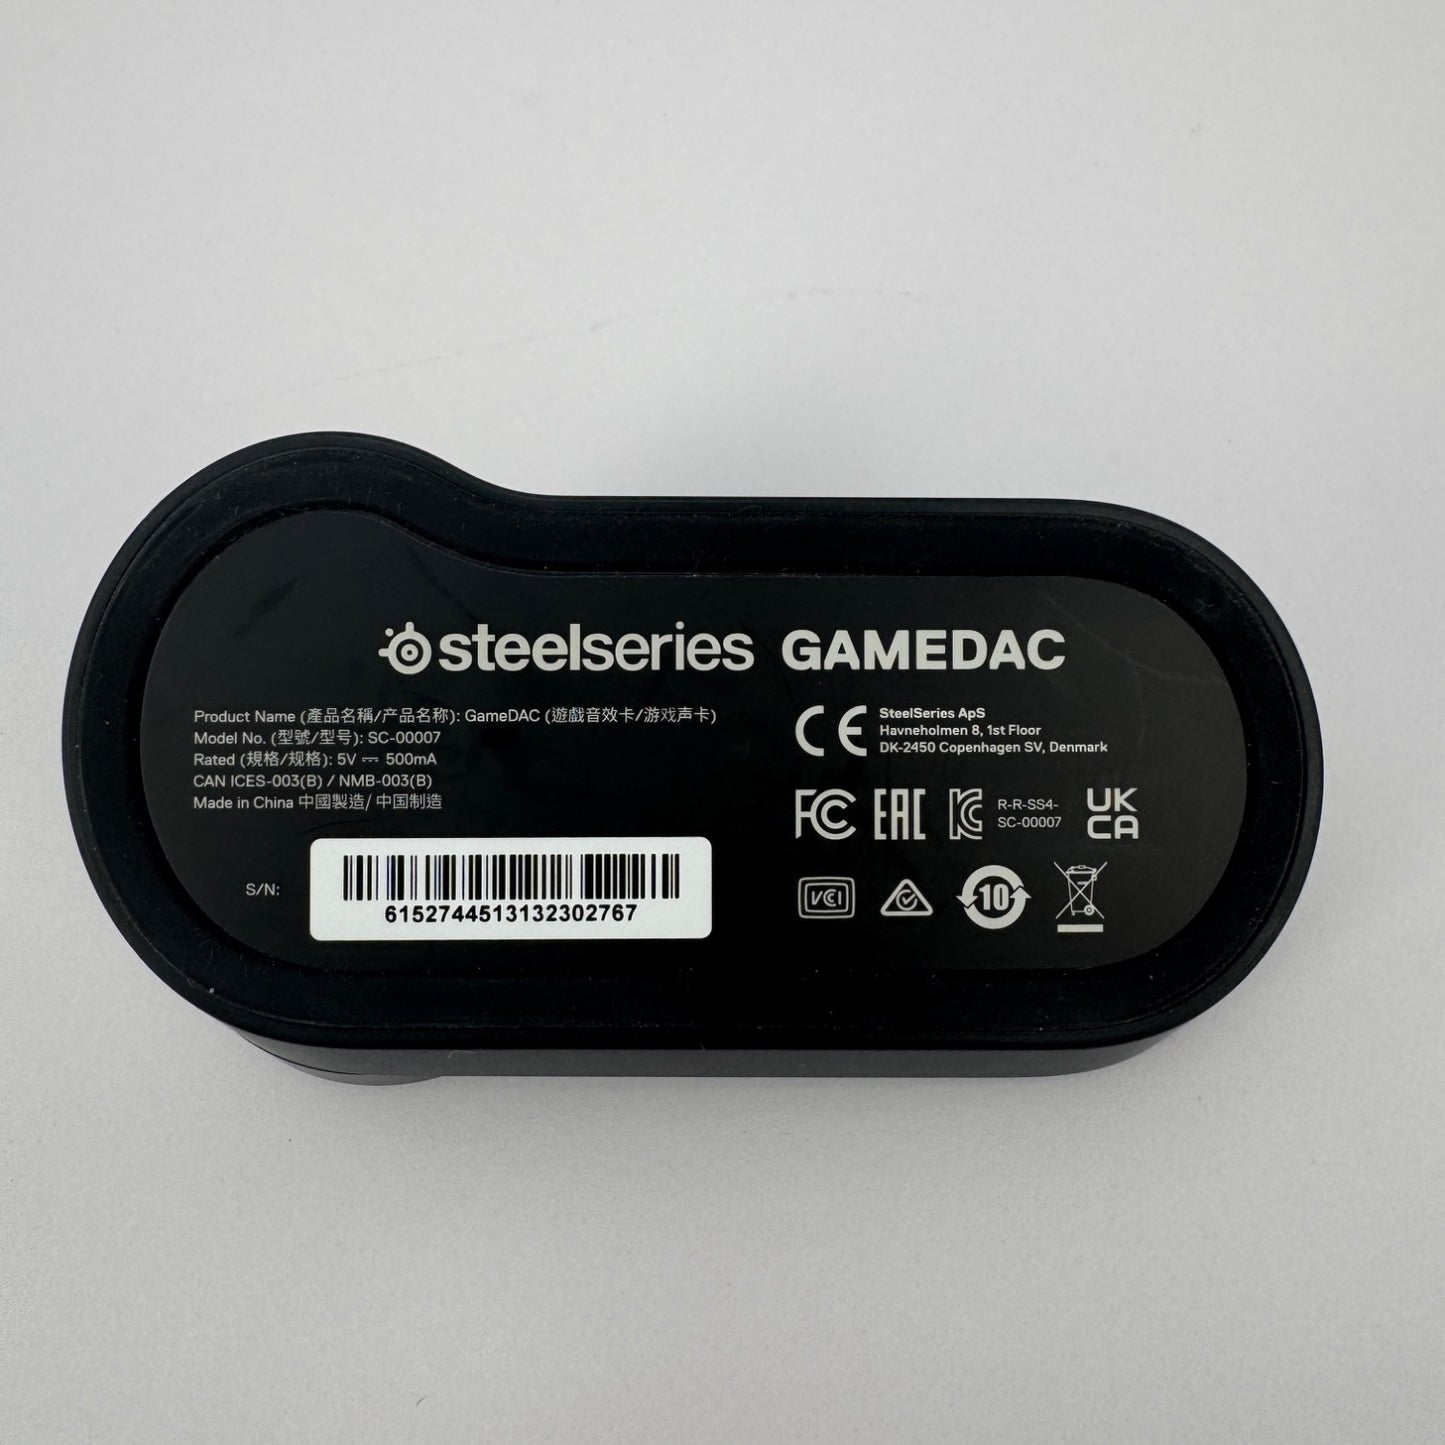 steelseries GAMEDAC
Product Name (產品名稱/产品名称): GameDAC (遊戲音效卡/游戏声卡)
Model No. (型號/型号): SC-00007
Rated (規格/规格): 5V ⎓ 500mA
CAN ICES-003(B) / NMB-003(B)
Made in China 中國製造/ 中国制造
S/N:
6152744513132302767
CE
SteelSeries ApS
Havneholmen 8, 1st Floor
DK-2450 Copenhagen SV, Denmark
FC EAC KC
R-R-SS4-
SC-00007
UK
CA
VCI
10